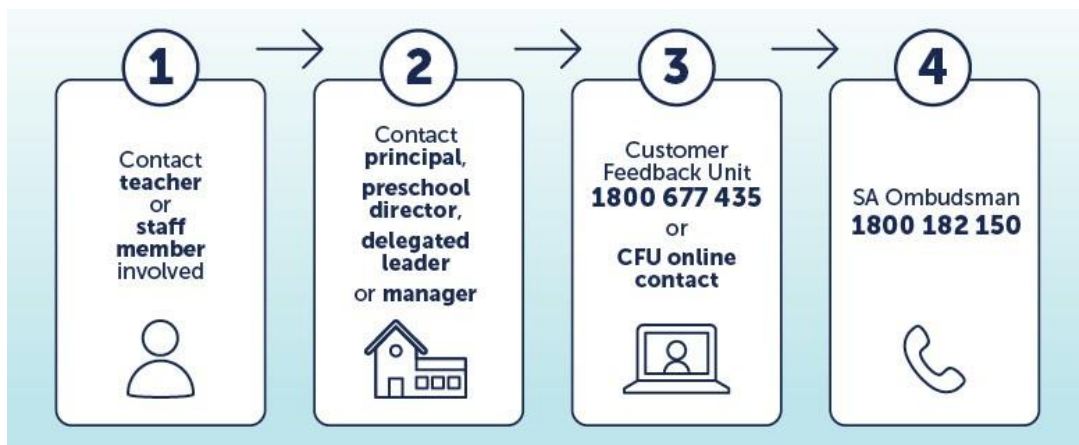 1
Contact
teacher
or
staff
member
involved
2
Contact
principal,
preschool
director,
delegated
leader
or manager
3
Customer
Feedback Unit
1800 677 435
or
CFU online
contact
4
SA Ombudsman
1800 182 150